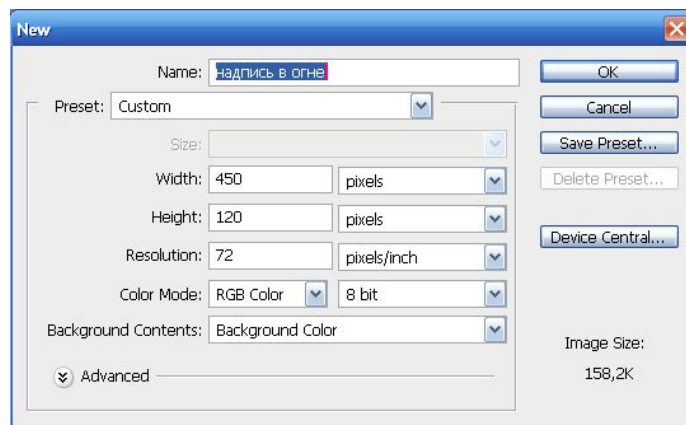 New
Name: надпись в огне
OK
Preset: Custom
Cancel
Size:
Save Preset...
Width: 450 pixels
Delete Preset...
Height: 120 pixels
Device Central...
Resolution: 72 pixels/inch
Color Mode: RGB Color 8 bit
Background Contents: Background Color
Image Size:
158,2K
Advanced